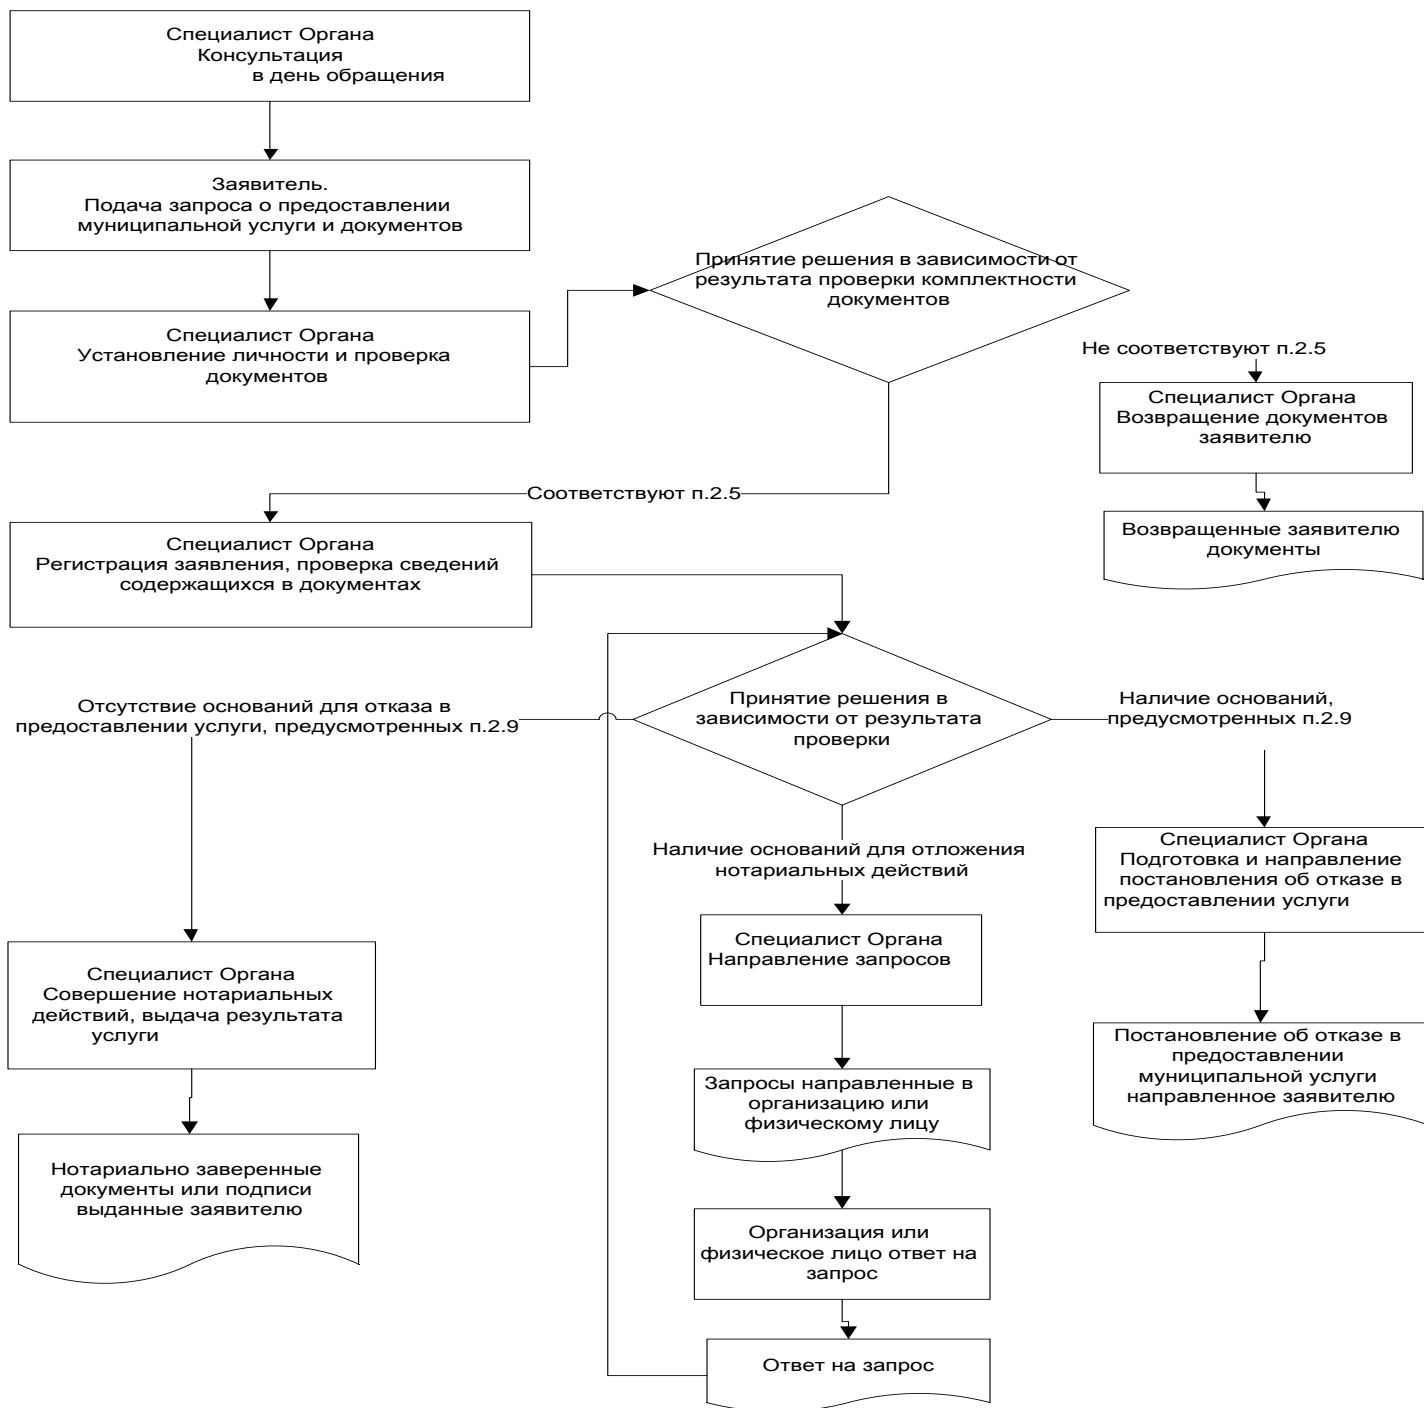 Специалист Органа
Консультация
в день обращения
Заявитель.
Подача запроса о предоставлении
муниципальной услуги и документов
Специалист Органа
Установление личности и проверка
документов
Принятие решения в зависимости от
результата проверки комплектности
документов
Не соответствуют п.2.5
Специалист Органа
Возвращение документов
заявителю
Возвращенные заявителю
документы
Соответствуют п.2.5
Специалист Органа
Регистрация заявления, проверка сведений
содержащихся в документах
Принятие решения в
зависимости от результата
проверки
Отсутствие оснований для отказа в
предоставлении услуги, предусмотренных п.2.9
Наличие оснований,
предусмотренных п.2.9
Наличие оснований для отложения
нотариальных действий
Специалист Органа
Подготовка и направление
постановления об отказе в
предоставлении услуги
Специалист Органа
Направление запросов
Специалист Органа
Совершение нотариальных
действий, выдача результата
услуги
Постановление об отказе в
предоставлении
муниципальной услуги
направленное заявителю
Запросы направленные в
организацию или
физическому лицу
Нотариально заверенные
документы или подписи
выданные заявителю
Организация или
физическое лицо ответ на
запрос
Ответ на запрос